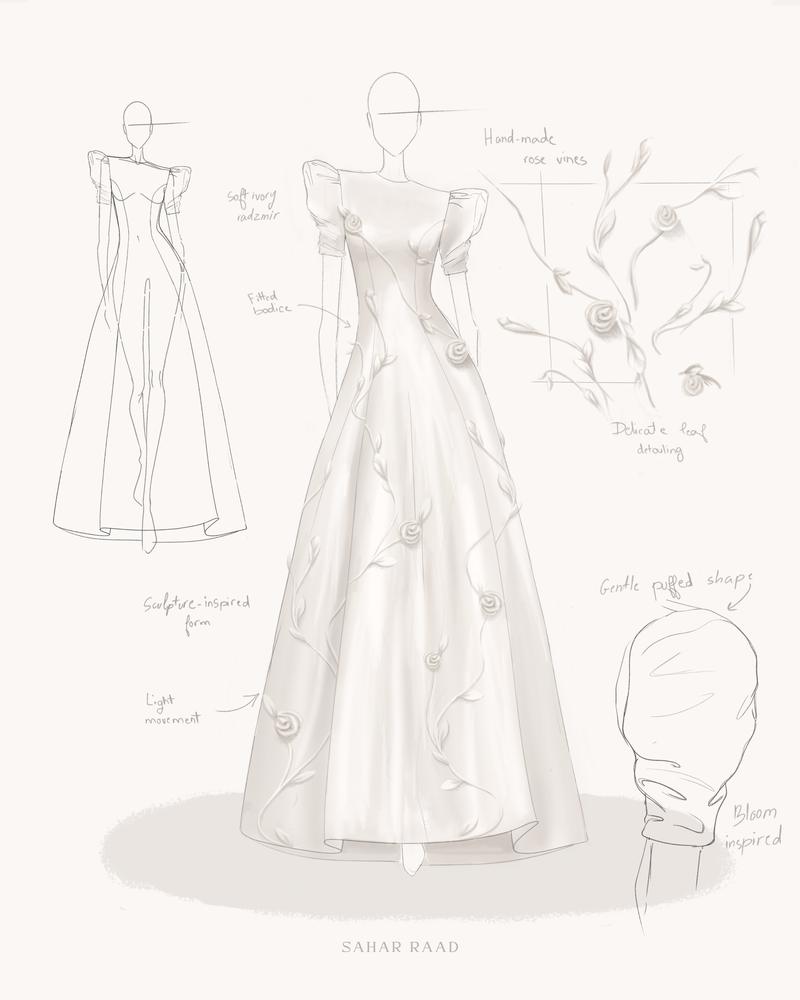 Hand-made
rose vines
Soft ivory
radzmir
Fitted
bodice
Delicate leaf
detailing
Gentle puffed shape
Sculpture-inspired
form
Light
movement
Bloom
inspired
SAHAR RAAD